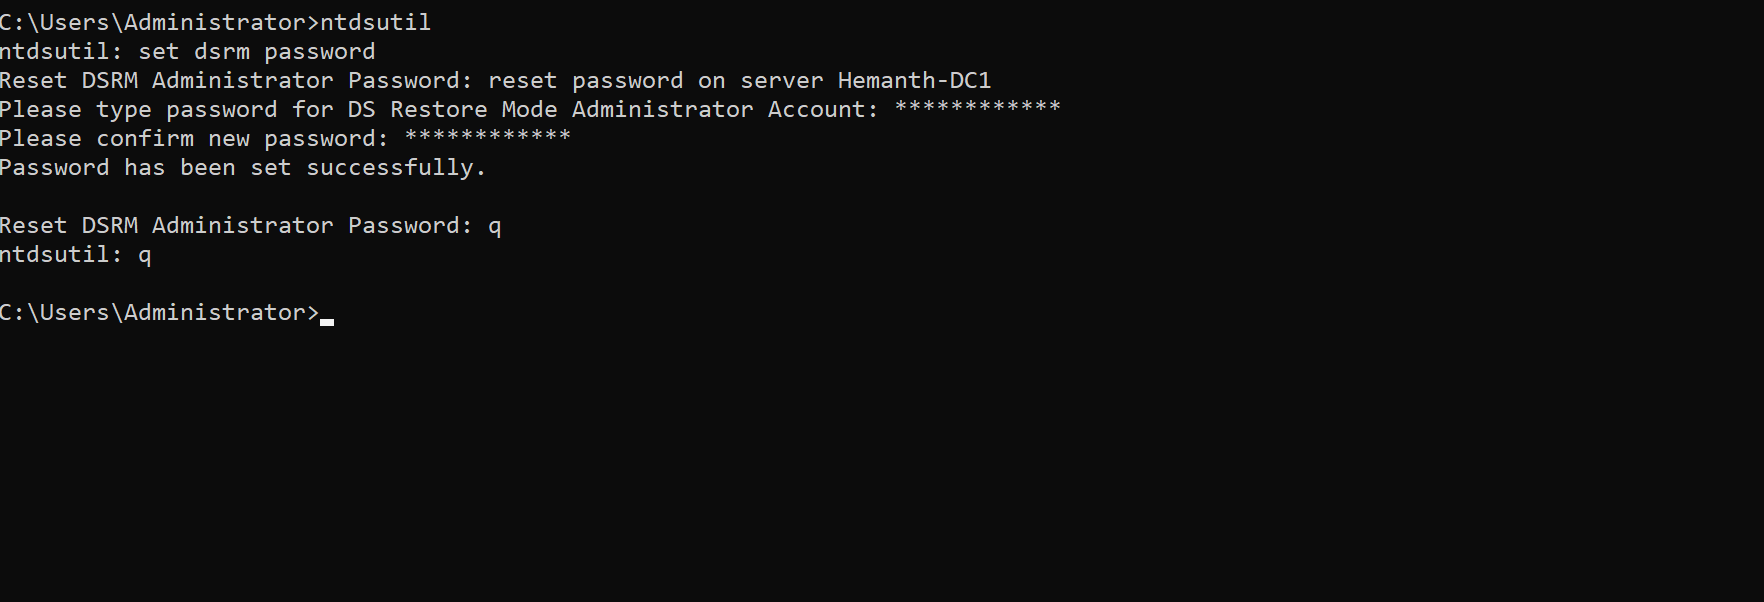 C:\Users\Administrator>ntdsutil
ntdsutil: set dsrm password
Reset DSRM Administrator Password: reset password on server Hemanth-DC1
Please type password for DS Restore Mode Administrator Account: ************
Please confirm new password: ************
Password has been set successfully.
Reset DSRM Administrator Password: q
ntdsutil: q
C:\Users\Administrator>